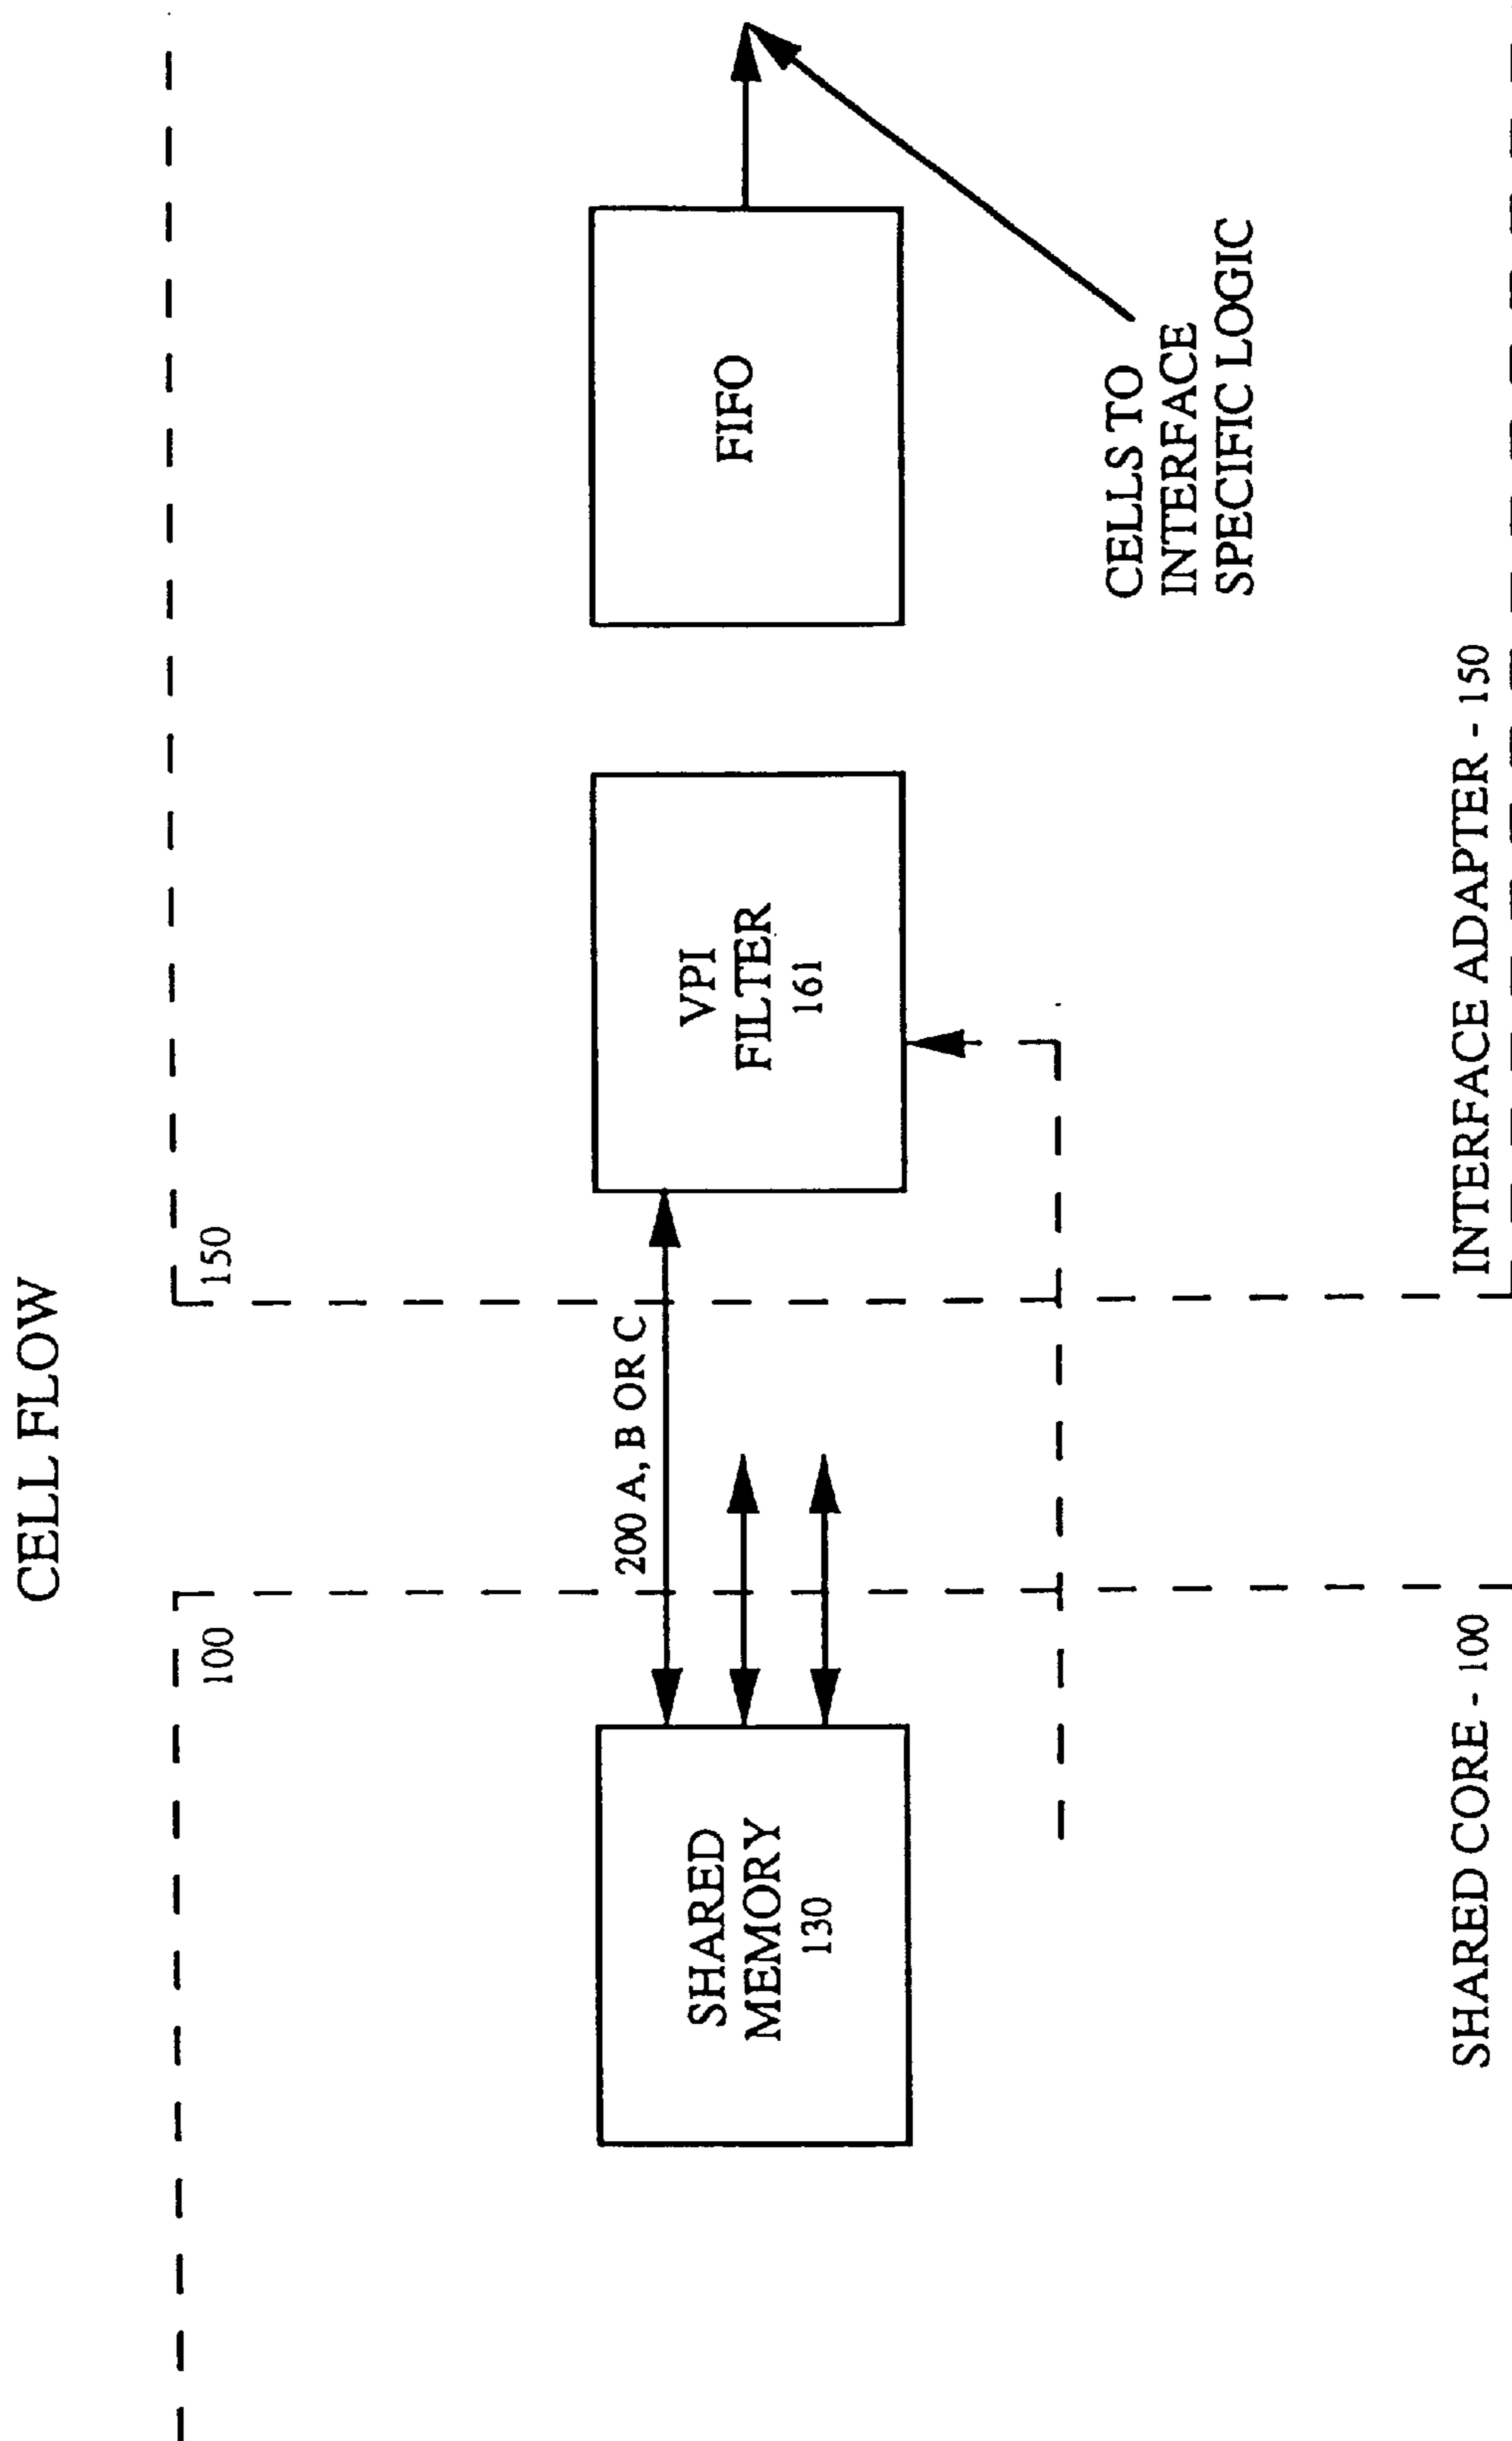 CELL FLOW
100
150
200 A, B OR C
SHARED
MEMORY
130
VPI
FILTER
161
FIFO
CELLS TO
INTERFACE
SPECIFIC LOGIC
SHARED CORE - 100
INTERFACE ADAPTER - 150